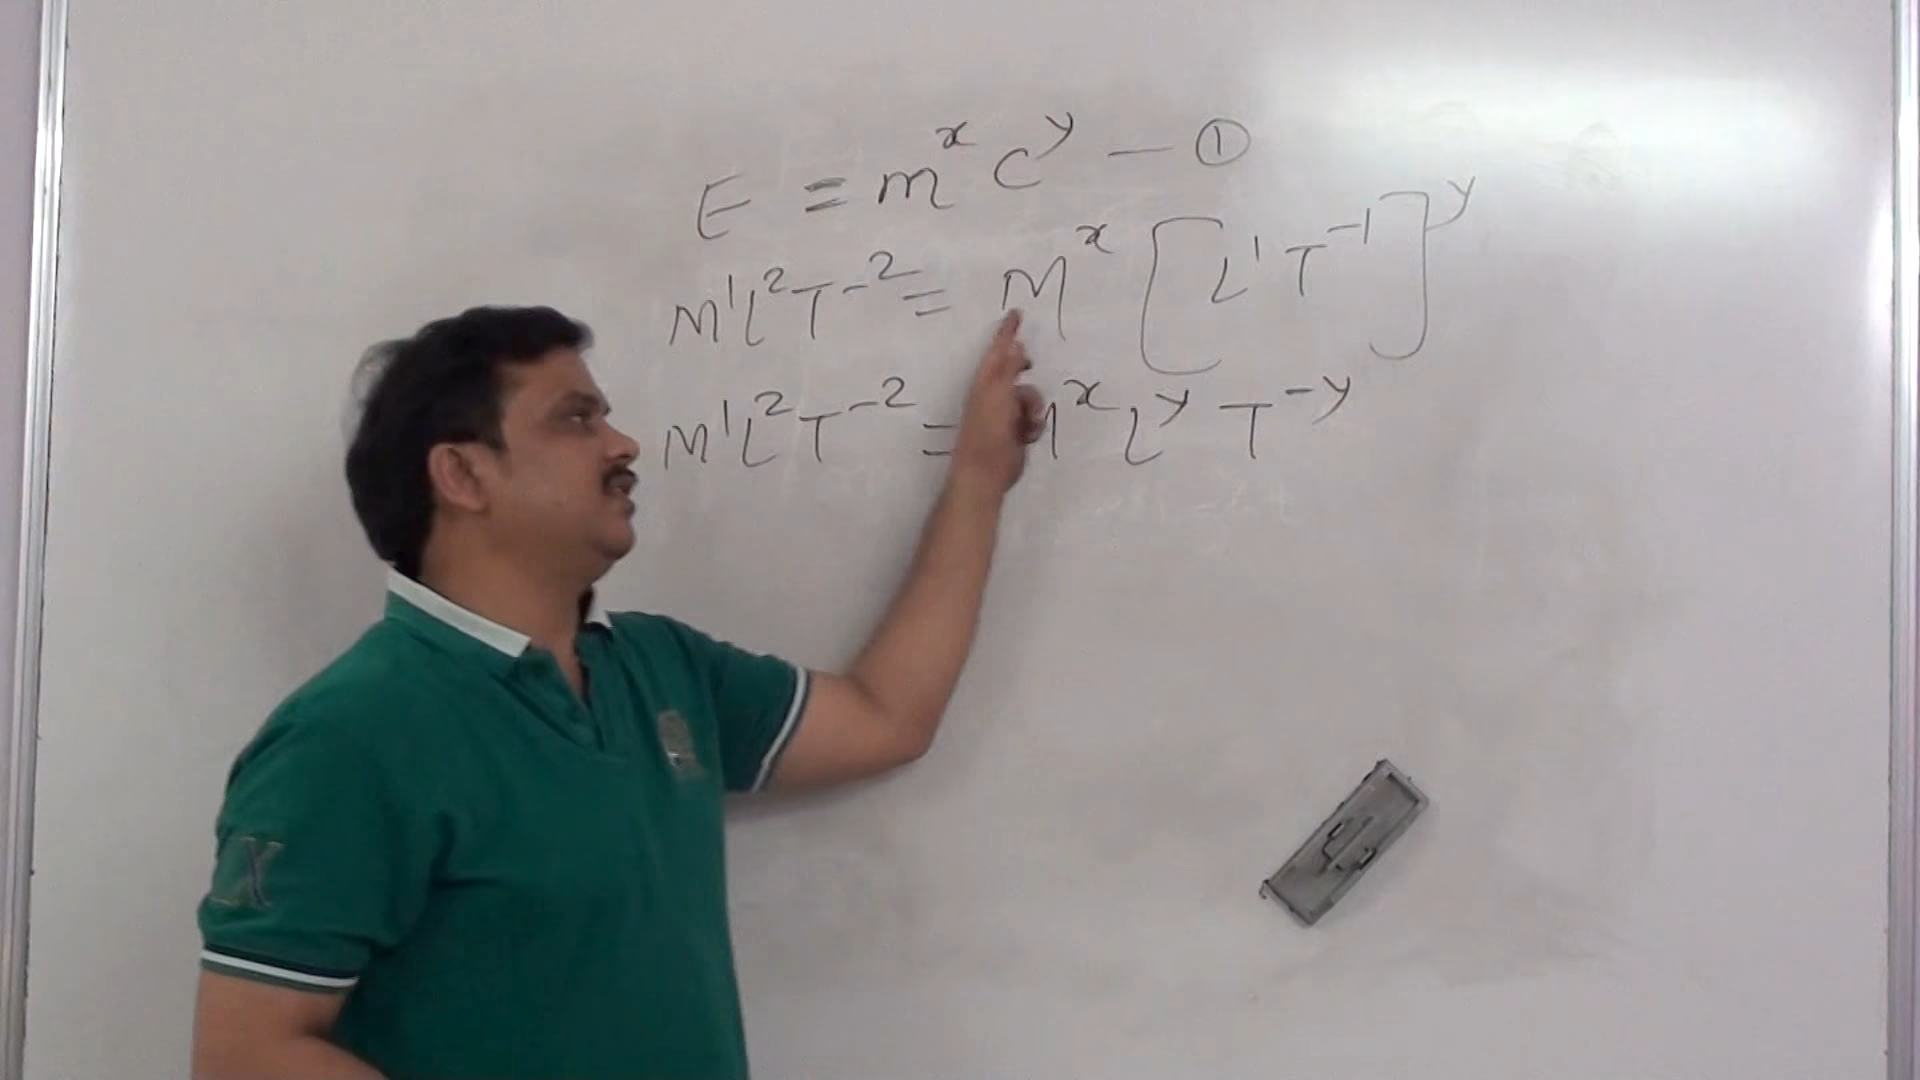 E = m^x c^y — ①
M^1 L^2 T^-2 = M^x [L^1 T^-1]^y
M^1 L^2 T^-2 = M^x L^y T^-y
X